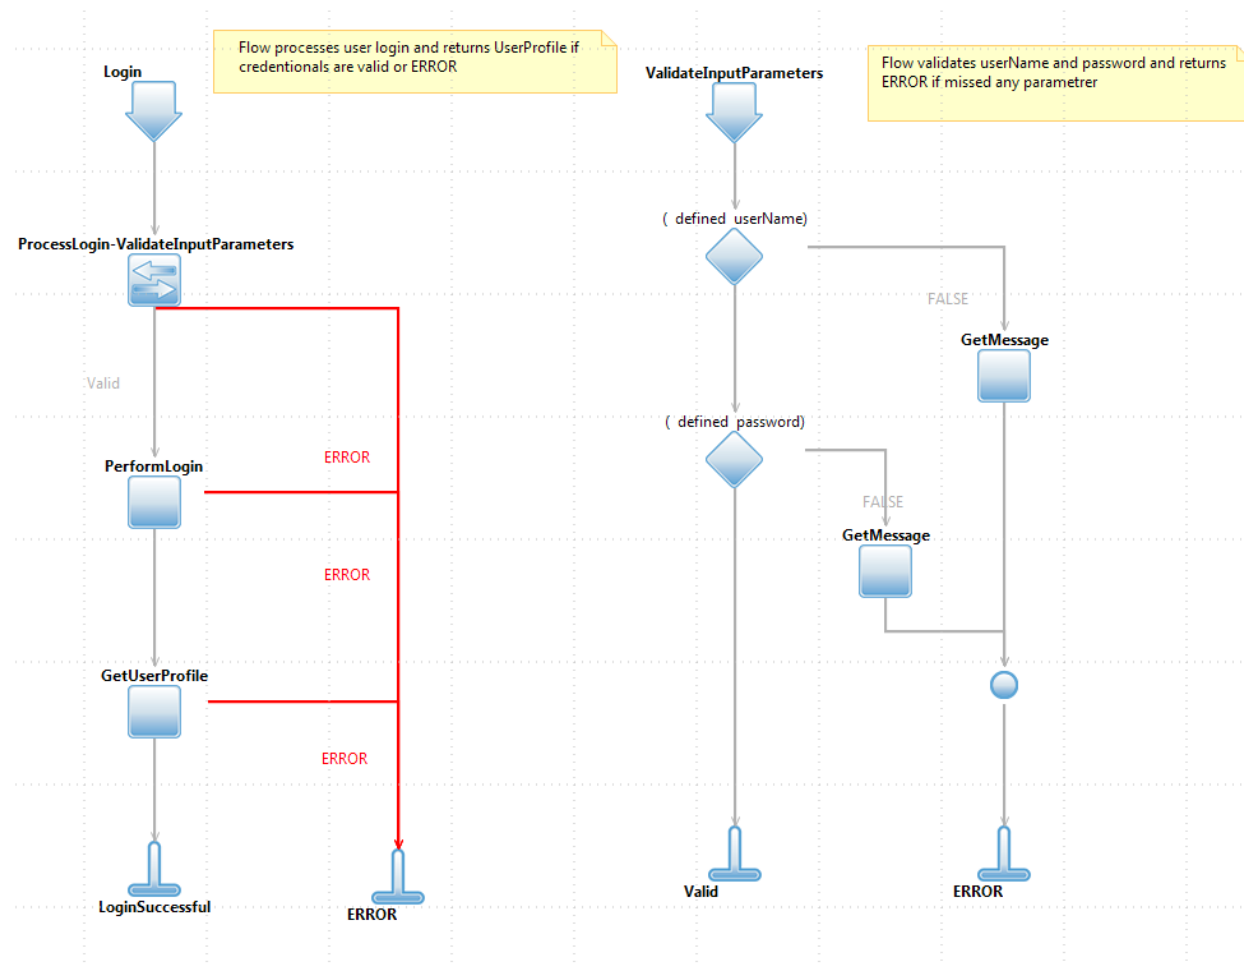 Login
Flow processes user login and returns UserProfile if
credentionals are valid or ERROR
ProcessLogin-ValidateInputParameters
Valid
ERROR
PerformLogin
ERROR
GetUserProfile
ERROR
LoginSuccessful
ERROR
ValidateInputParameters
Flow validates userName and password and returns
ERROR if missed any parametrer
( defined userName)
FALSE
GetMessage
( defined password)
FALSE
GetMessage
Valid
ERROR